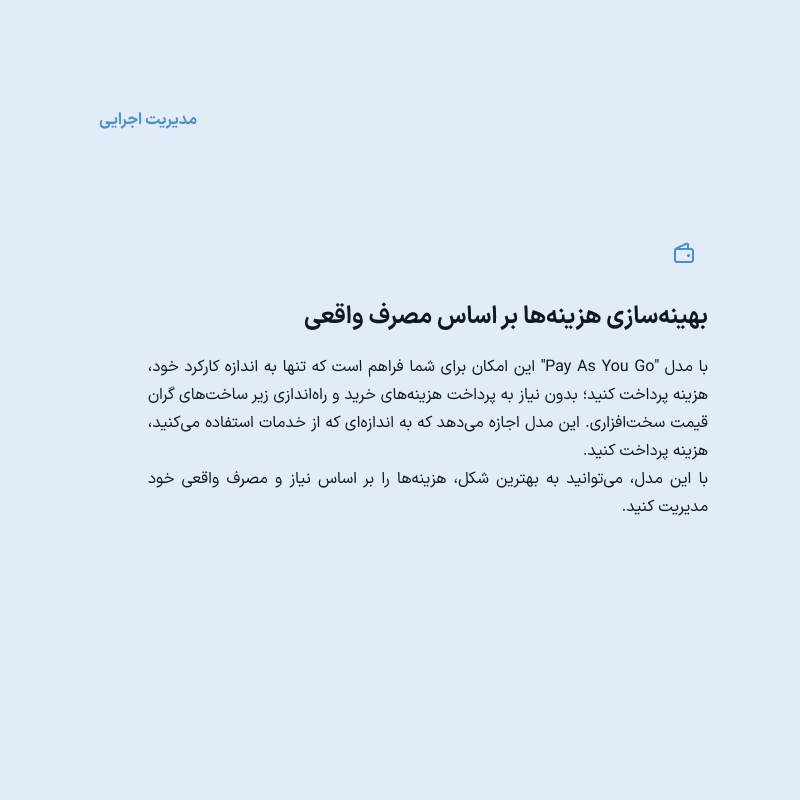 مدیریت اجرایی
بهینه‌سازی هزینه‌ها بر اساس مصرف واقعی
با مدل "Pay As You Go" این امکان برای شما فراهم است که تنها به اندازه کارکرد خود،
هزینه پرداخت کنید؛ بدون نیاز به پرداخت هزینه‌های خرید و راه‌اندازی زیر ساخت‌های گران
قیمت سخت‌افزاری. این مدل اجازه می‌دهد که به اندازه‌ای که از خدمات استفاده می‌کنید،
هزینه پرداخت کنید.
با این مدل، می‌توانید به بهترین شکل، هزینه‌ها را بر اساس نیاز و مصرف واقعی خود
مدیریت کنید.